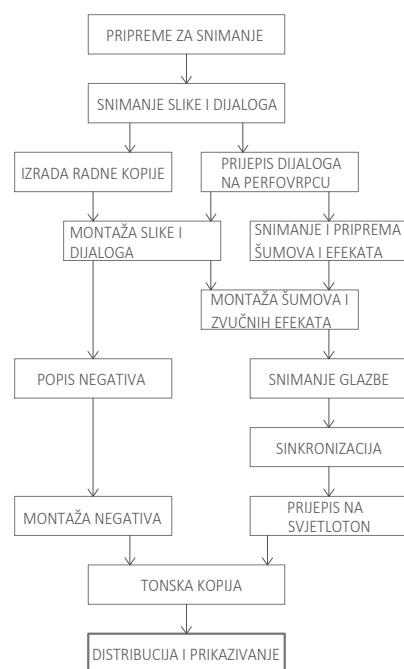 PRIPREME ZA SNIMANJE
SNIMANJE SLIKE I DIJALOGA
IZRADA RADNE KOPIJE
PRIJEPIS DIJALOGA
NA PERFOVRPCU
MONTAŽA SLIKE I
DIJALOGA
SNIMANJE I PRIPREMA
ŠUMOVA I EFEKATA
MONTAŽA ŠUMOVA I
ZVUČNIH EFEKATA
POPIS NEGATIVA
SNIMANJE GLAZBE
SINKRONIZACIJA
MONTAŽA NEGATIVA
PRIJEPIS NA
SVJETLOTON
TONSKA KOPIJA
DISTRIBUCIJA I PRIKAZIVANJE